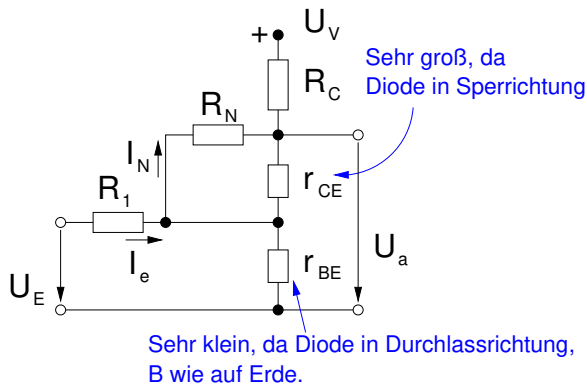 + U_V
Sehr groß, da
Diode in Sperrichtung
R_C
R_N
I_N
r_CE
R_1
I_e
U_a
r_BE
U_E
Sehr klein, da Diode in Durchlassrichtung,
B wie auf Erde.